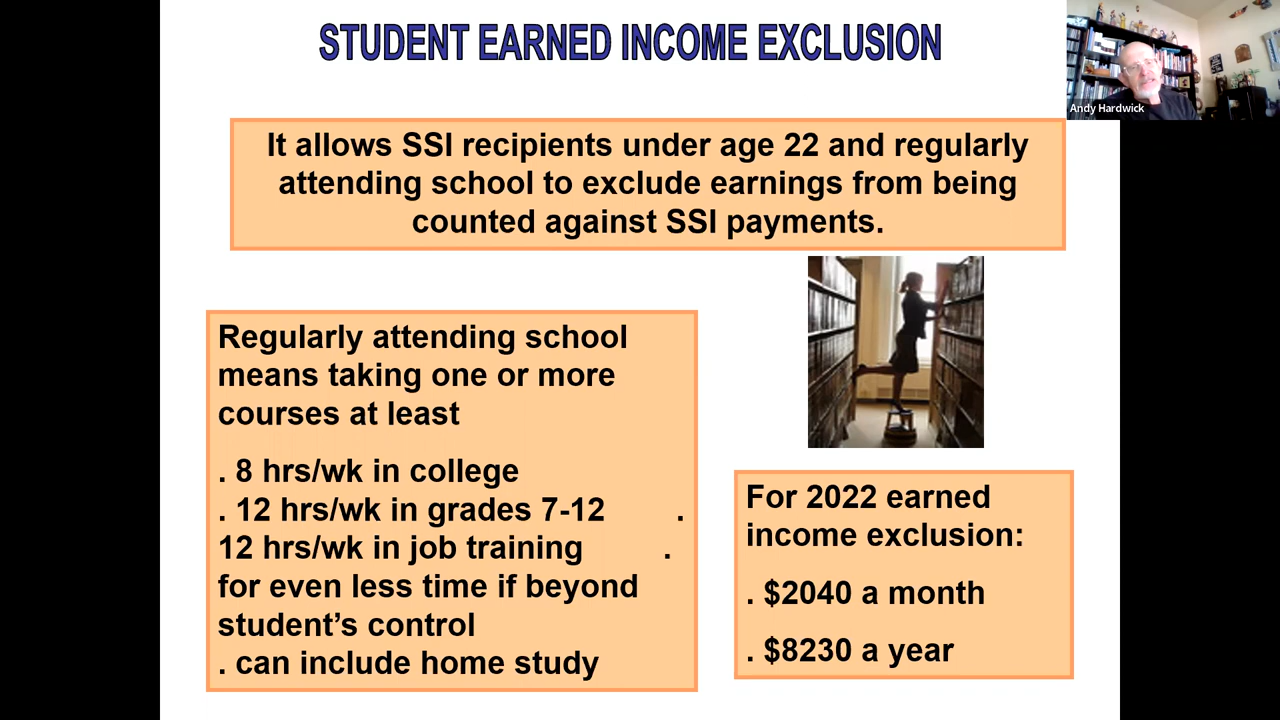 STUDENT EARNED INCOME EXCLUSION
Andy Hardwick
It allows SSI recipients under age 22 and regularly
attending school to exclude earnings from being
counted against SSI payments.
Regularly attending school
means taking one or more
courses at least
. 8 hrs/wk in college
. 12 hrs/wk in grades 7-12 .
12 hrs/wk in job training .
for even less time if beyond
student’s control
. can include home study
For 2022 earned
income exclusion:
. $2040 a month
. $8230 a year